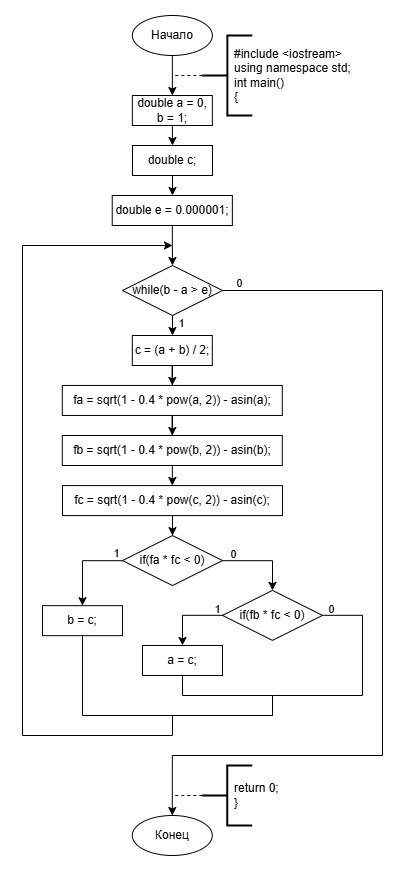 Начало
#include <iostream>
using namespace std;
int main()
{
double a = 0,
b = 1;
double c;
double e = 0.000001;
while(b - a > e)
0
1
c = (a + b) / 2;
fa = sqrt(1 - 0.4 * pow(a, 2)) - asin(a);
fb = sqrt(1 - 0.4 * pow(b, 2)) - asin(b);
fc = sqrt(1 - 0.4 * pow(c, 2)) - asin(c);
1
if(fa * fc < 0)
0
b = c;
1
if(fb * fc < 0)
0
a = c;
return 0;
}
Конец